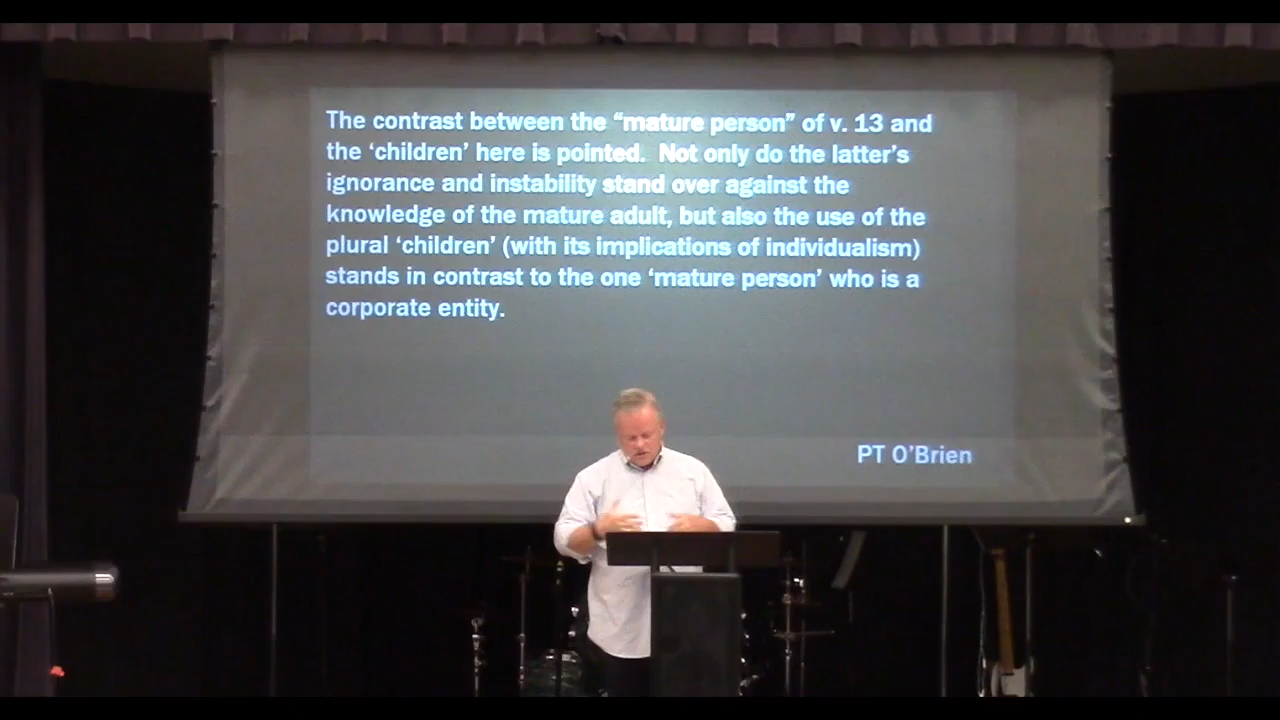 The contrast between the “mature person” of v. 13 and
the ‘children’ here is pointed.  Not only do the latter’s
ignorance and instability stand over against the
knowledge of the mature adult, but also the use of the
plural ‘children’ (with its implications of individualism)
stands in contrast to the one ‘mature person’ who is a
corporate entity.
PT O’Brien